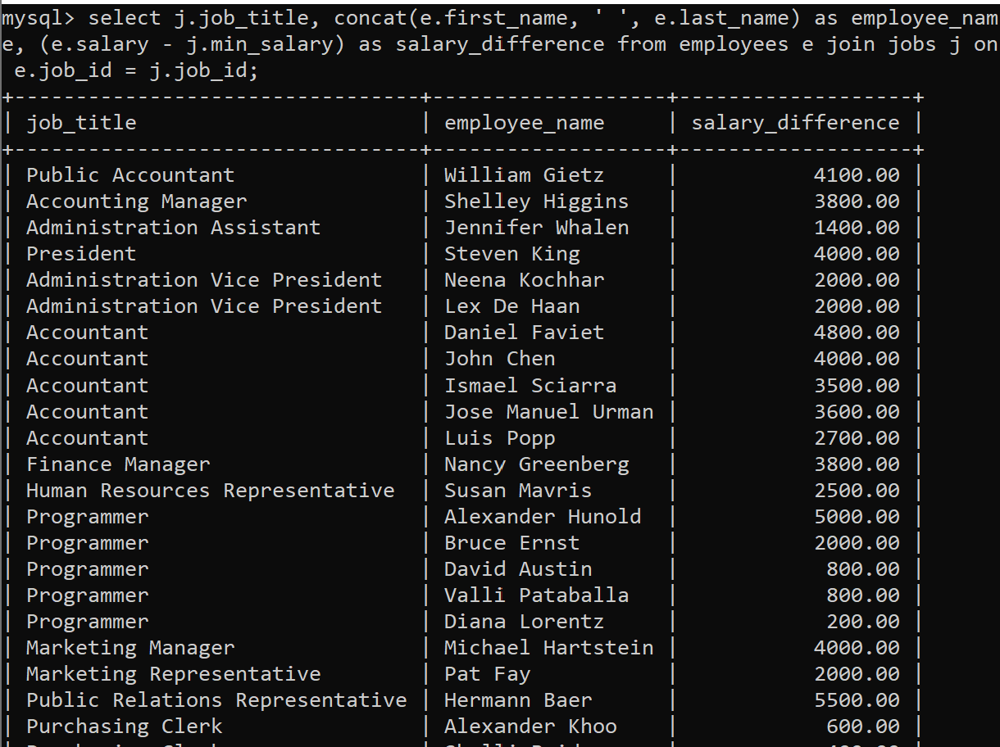 mysql> select j.job_title, concat(e.first_name, ' ', e.last_name) as employee_nam
e, (e.salary - j.min_salary) as salary_difference from employees e join jobs j on
 e.job_id = j.job_id;
+---------------------------------+-------------------+-------------------+
| job_title                       | employee_name     | salary_difference |
+---------------------------------+-------------------+-------------------+
| Public Accountant               | William Gietz     |           4100.00 |
| Accounting Manager              | Shelley Higgins   |           3800.00 |
| Administration Assistant        | Jennifer Whalen   |           1400.00 |
| President                       | Steven King       |           4000.00 |
| Administration Vice President   | Neena Kochhar     |           2000.00 |
| Administration Vice President   | Lex De Haan       |           2000.00 |
| Accountant                      | Daniel Faviet     |           4800.00 |
| Accountant                      | John Chen         |           4000.00 |
| Accountant                      | Ismael Sciarra    |           3500.00 |
| Accountant                      | Jose Manuel Urman |           3600.00 |
| Accountant                      | Luis Popp         |           2700.00 |
| Finance Manager                 | Nancy Greenberg   |           3800.00 |
| Human Resources Representative  | Susan Mavris      |           2500.00 |
| Programmer                      | Alexander Hunold  |           5000.00 |
| Programmer                      | Bruce Ernst       |           2000.00 |
| Programmer                      | David Austin      |            800.00 |
| Programmer                      | Valli Pataballa   |            800.00 |
| Programmer                      | Diana Lorentz     |            200.00 |
| Marketing Manager               | Michael Hartstein |           4000.00 |
| Marketing Representative        | Pat Fay           |           2000.00 |
| Public Relations Representative | Hermann Baer      |           5500.00 |
| Purchasing Clerk                | Alexander Khoo    |            600.00 |